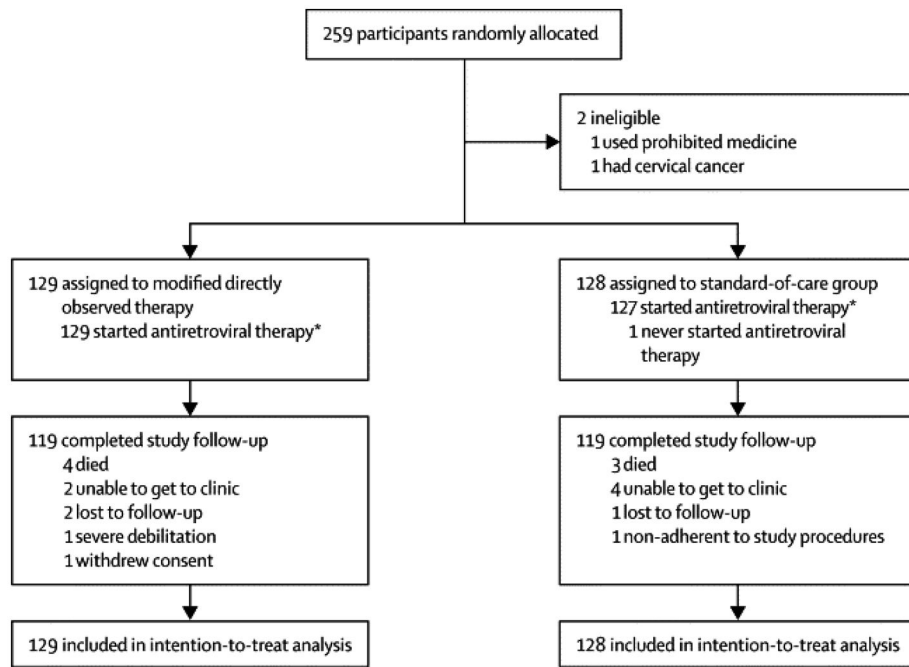 259 participants randomly allocated
2 ineligible
1 used prohibited medicine
1 had cervical cancer
129 assigned to modified directly
observed therapy
129 started antiretroviral therapy*
128 assigned to standard-of-care group
127 started antiretroviral therapy*
1 never started antiretroviral
therapy
119 completed study follow-up
4 died
2 unable to get to clinic
2 lost to follow-up
1 severe debilitation
1 withdrew consent
119 completed study follow-up
3 died
4 unable to get to clinic
1 lost to follow-up
1 non-adherent to study procedures
129 included in intention-to-treat analysis
128 included in intention-to-treat analysis